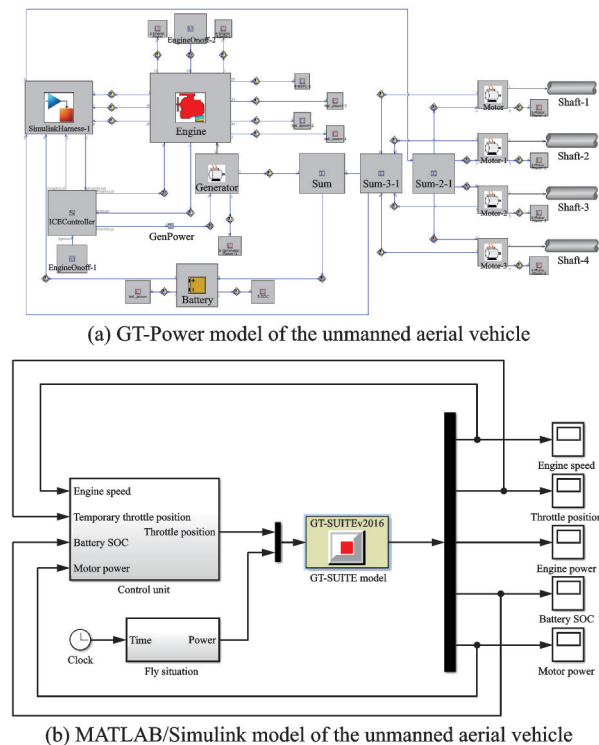 EngineOnoff-2
SimulinkHarness-1
Engine
Motor
Shaft-1
Motor-1
Shaft-2
Generator
Sum
Sum-3-1
Sum-2-1
Motor-2
Shaft-3
ICEController
GenPower
Motor-3
Shaft-4
EngineOnoff-1
Battery
(a) GT-Power model of the unmanned aerial vehicle
Engine speed
Temporary throttle position
Throttle position
Battery SOC
Motor power
Control unit
GT-SUITEv2016
GT-SUITE model
Clock
Time
Power
Fly situation
Engine speed
Throttle position
Engine power
Battery SOC
Motor power
(b) MATLAB/Simulink model of the unmanned aerial vehicle